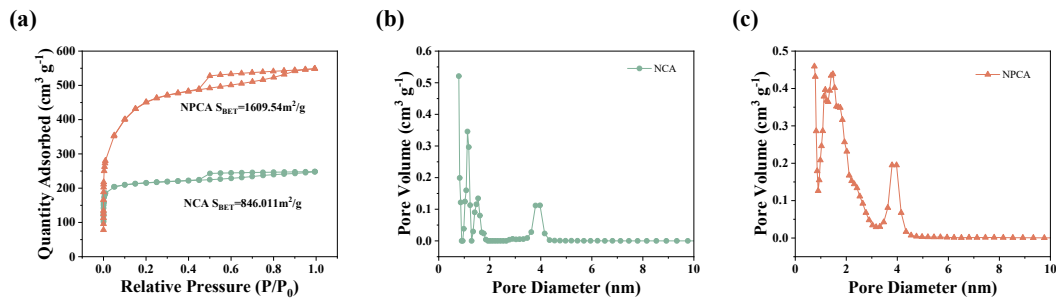 (a)
600
500
400
300
200
100
0
0.0 0.2 0.4 0.6 0.8 1.0
Quantity Adsorbed (cm³ g⁻¹)
Relative Pressure (P/P₀)
NPCA S_BET=1609.54m²/g
NCA S_BET=846.011m²/g
(b)
0.6
0.5
0.4
0.3
0.2
0.1
0.0
0 2 4 6 8 10
Pore Volume (cm³ g⁻¹)
Pore Diameter (nm)
NCA
(c)
0.5
0.4
0.3
0.2
0.1
0.0
0 2 4 6 8 10
Pore Volume (cm³ g⁻¹)
Pore Diameter (nm)
NPCA